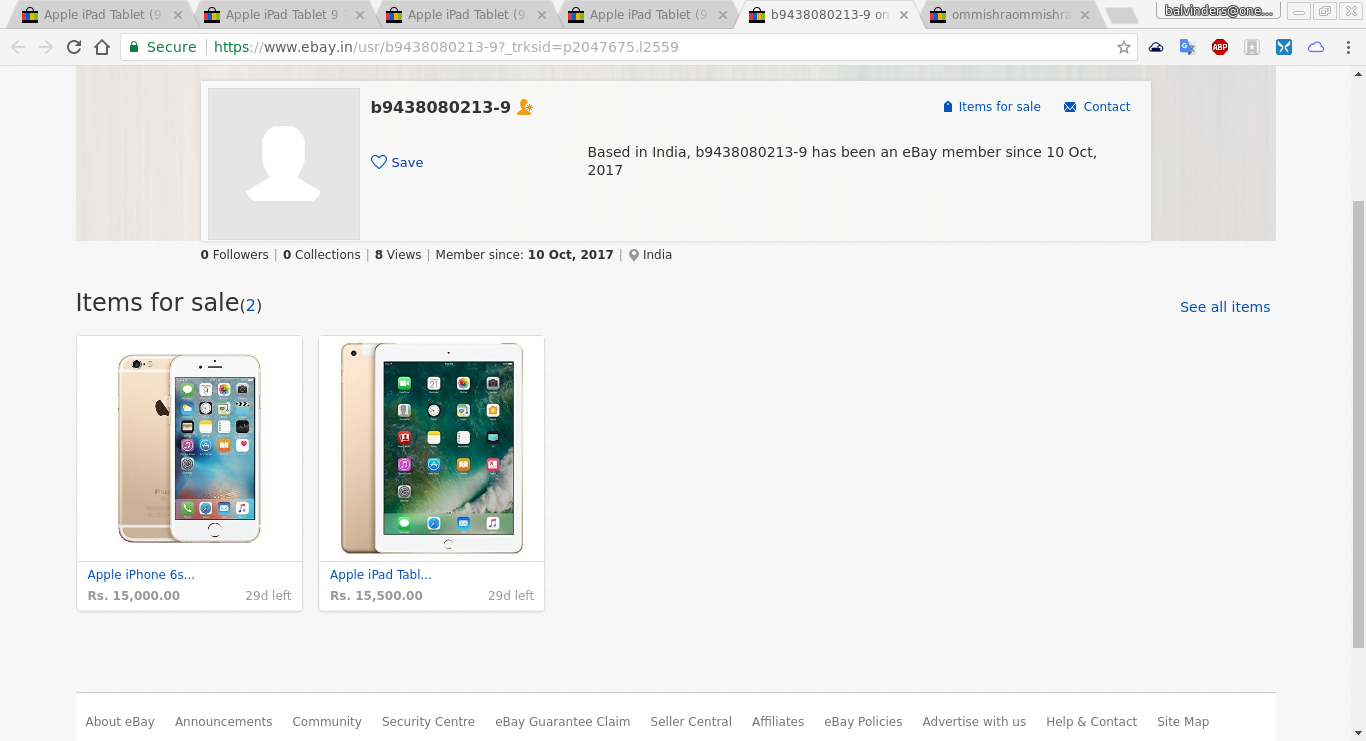 Apple iPad Tablet (9
Apple iPad Tablet 9
Apple iPad Tablet (9
Apple iPad Tablet (9
b9438080213-9 on
ommishraommishra
balvinders@one...
Secure https://www.ebay.in/usr/b9438080213-9?_trksid=p2047675.l2559
ABP
b9438080213-9
Items for sale
Contact
Save
Based in India, b9438080213-9 has been an eBay member since 10 Oct,
2017
0 Followers | 0 Collections | 8 Views | Member since: 10 Oct, 2017 | India
Items for sale(2)
See all items
Apple iPhone 6s...
Rs. 15,000.00 29d left
Apple iPad Tabl...
Rs. 15,500.00 29d left
About eBay Announcements Community Security Centre eBay Guarantee Claim Seller Central Affiliates eBay Policies Advertise with us Help & Contact Site Map